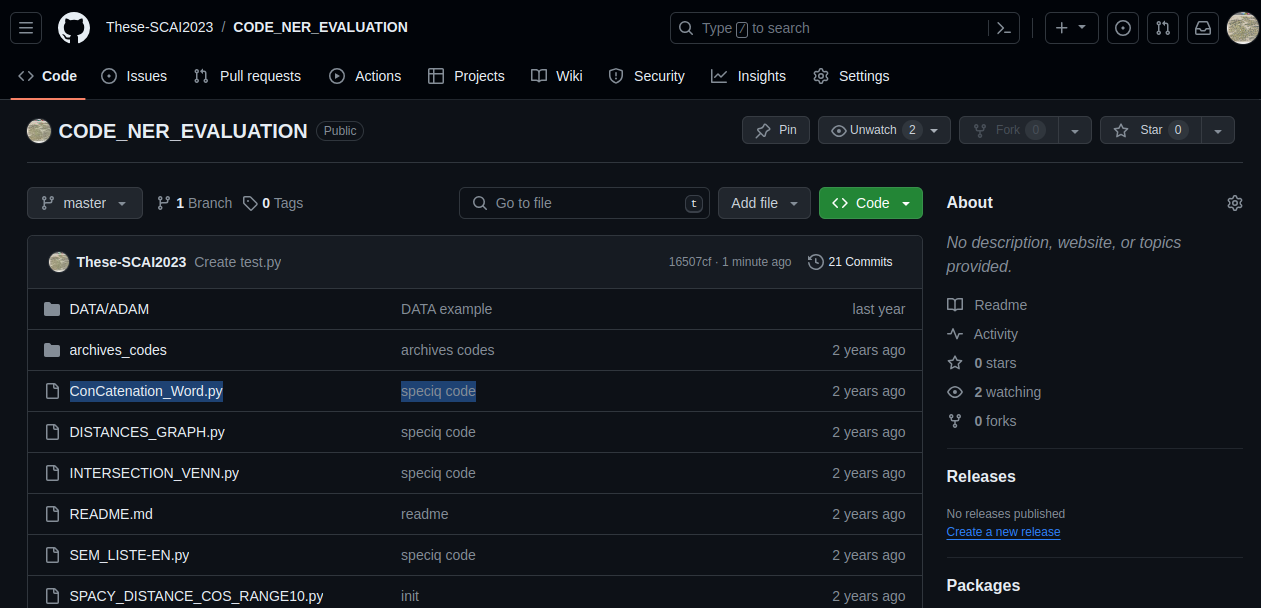 These-SCAI2023 / CODE_NER_EVALUATION
Type / to search
Code Issues Pull requests Actions Projects Wiki Security Insights Settings
CODE_NER_EVALUATION Public
Pin Unwatch 2 Fork 0 Star 0
master 1 Branch 0 Tags Go to file t Add file Code
These-SCAI2023 Create test.py 16507cf · 1 minute ago 21 Commits
DATA/ADAM DATA example last year
archives_codes archives codes 2 years ago
ConCatenation_Word.py speciq code 2 years ago
DISTANCES_GRAPH.py speciq code 2 years ago
INTERSECTION_VENN.py speciq code 2 years ago
README.md readme 2 years ago
SEM_LISTE-EN.py speciq code 2 years ago
SPACY_DISTANCE_COS_RANGE10.py init 2 years ago
About
No description, website, or topics
provided.
Readme
Activity
0 stars
2 watching
0 forks
Releases
No releases published
Create a new release
Packages